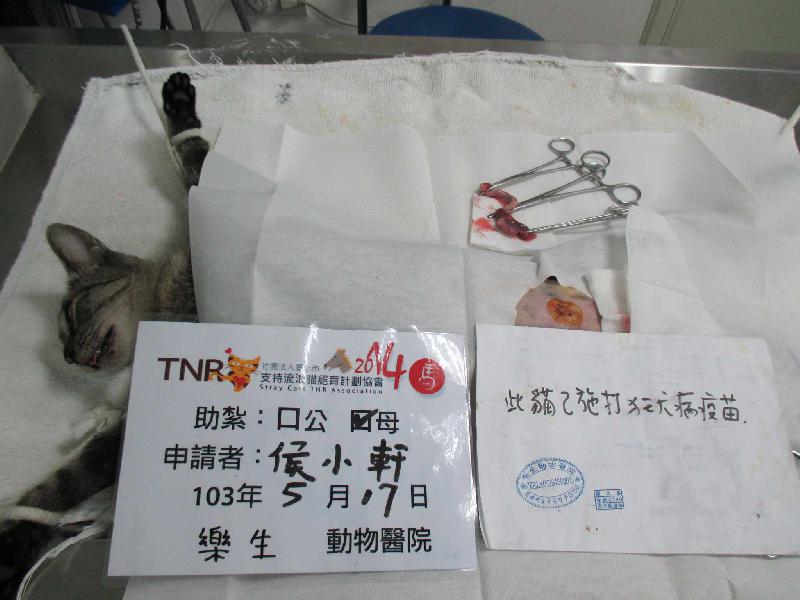 TNR
社團法人臺北市
支持流浪貓絕育計劃協會
Stray Cats TNR Association
2014
馬
助紮：口公 ☑母
申請者：侯小軒
103年 5月17日
樂生 動物醫院
此貓已施打狂犬病疫苗.